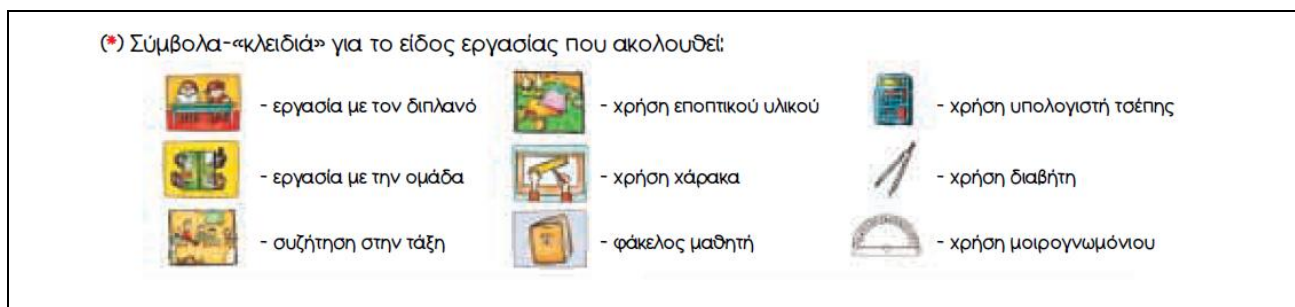 (*) Σύμβολα-«κλειδιά» για το είδος εργασίας που ακολουθεί:
- εργασία με τον διπλανό
- χρήση εποπτικού υλικού
- χρήση υπολογιστή τσέπης
- εργασία με την ομάδα
- χρήση χάρακα
- χρήση διαβήτη
- συζήτηση στην τάξη
- φάκελος μαθητή
- χρήση μοιρογνωμόνιου